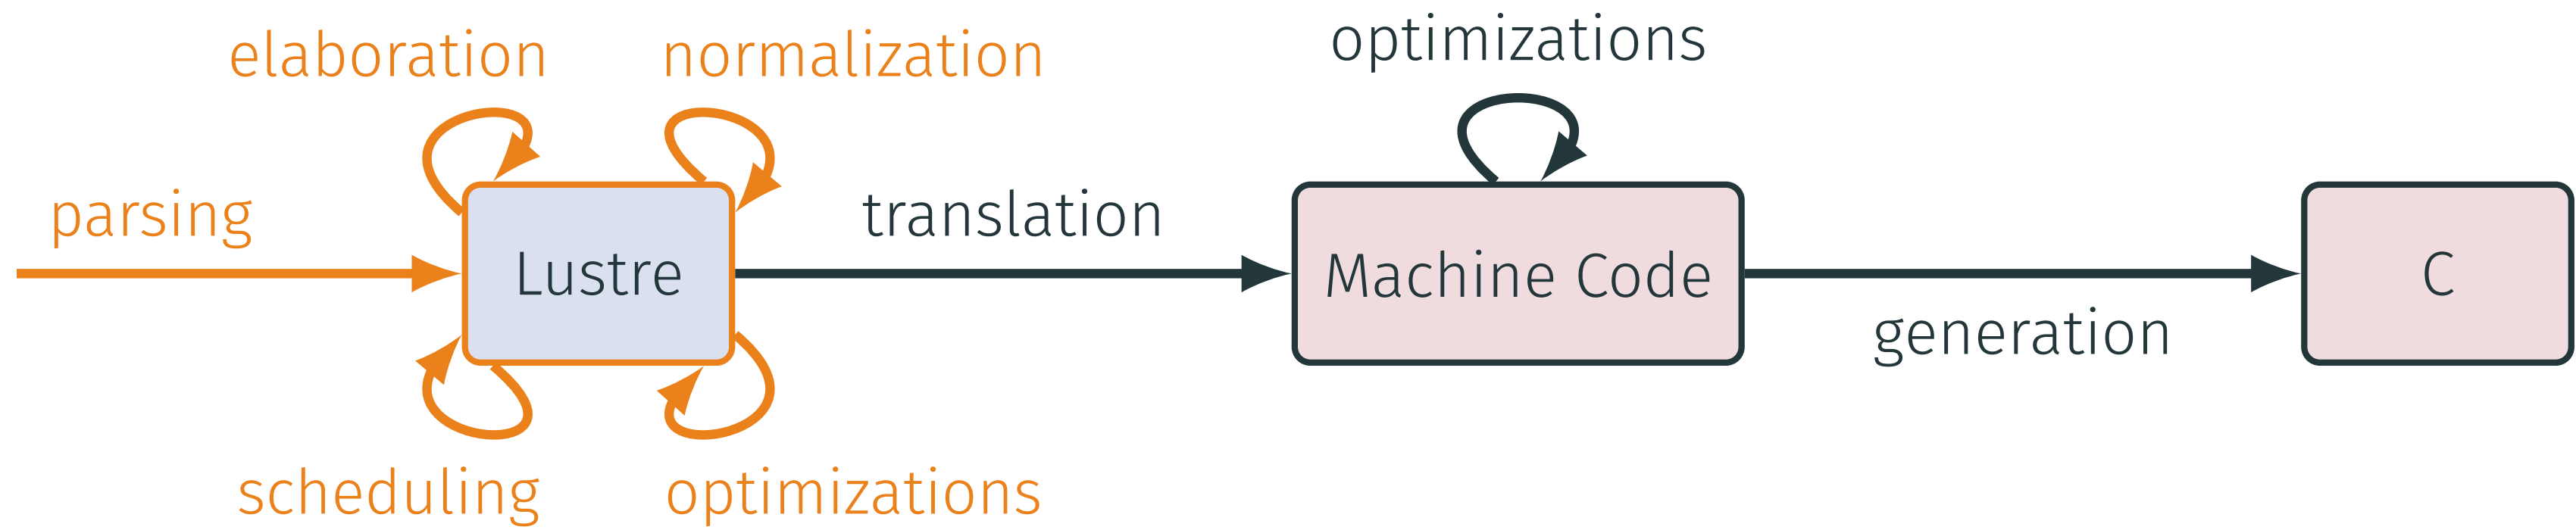 elaboration
normalization
optimizations
parsing
translation
Lustre
Machine Code
C
generation
scheduling
optimizations